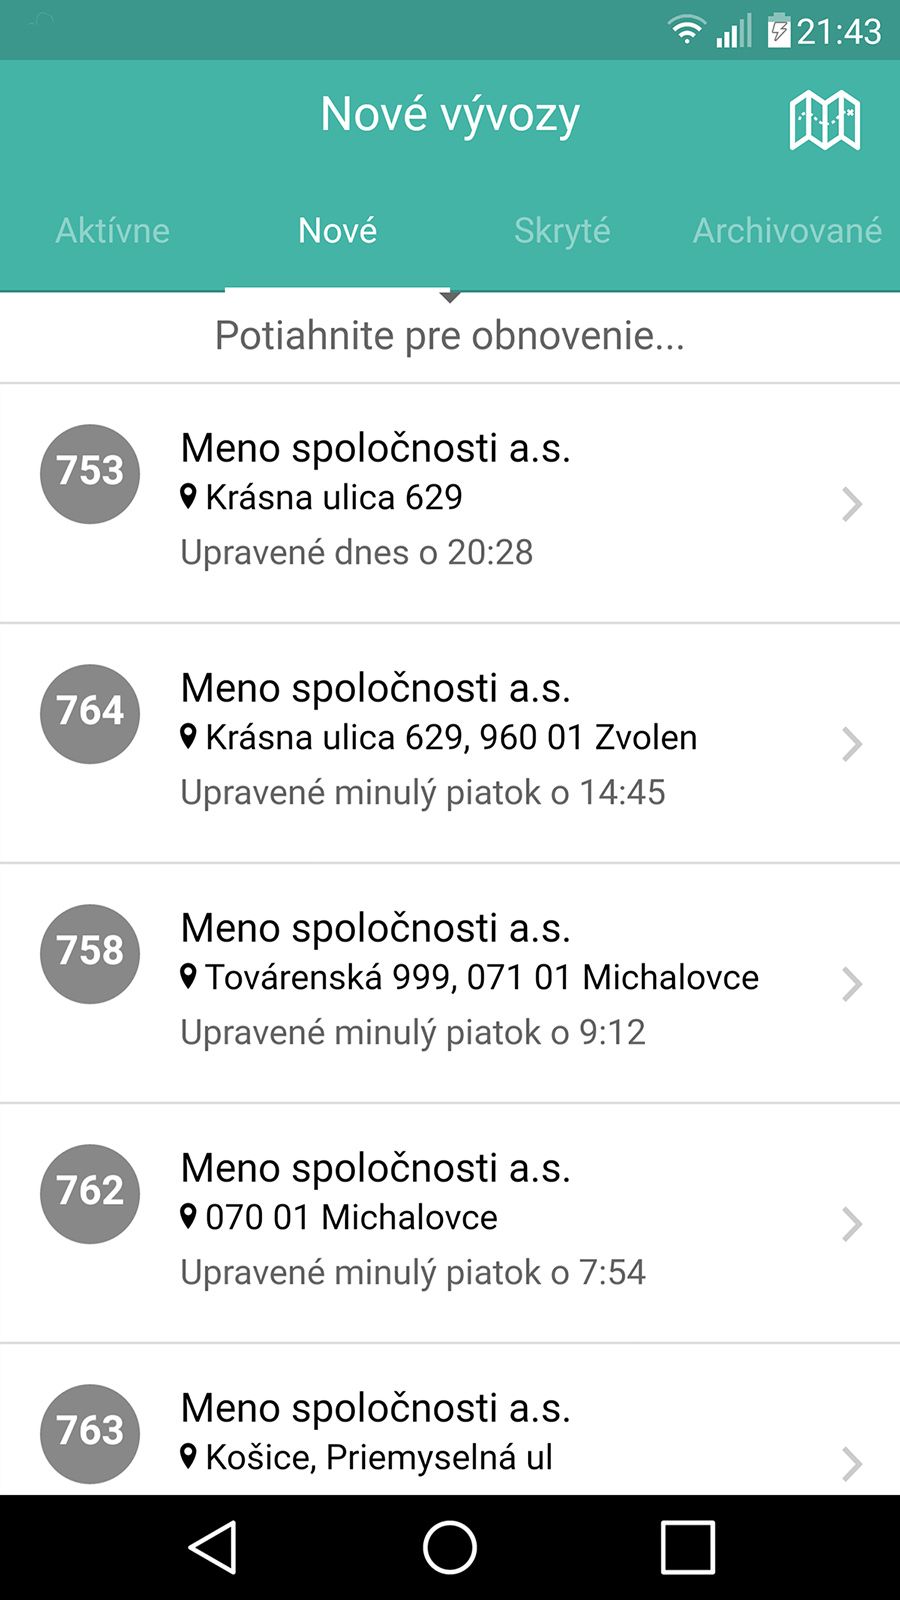 21:43
Nové vývozy
Aktívne Nové Skryté Archivované
Potiahnite pre obnovenie...
753
Meno spoločnosti a.s.
Krásna ulica 629
Upravené dnes o 20:28
764
Meno spoločnosti a.s.
Krásna ulica 629, 960 01 Zvolen
Upravené minulý piatok o 14:45
758
Meno spoločnosti a.s.
Továrenská 999, 071 01 Michalovce
Upravené minulý piatok o 9:12
762
Meno spoločnosti a.s.
070 01 Michalovce
Upravené minulý piatok o 7:54
763
Meno spoločnosti a.s.
Košice, Priemyselná ul